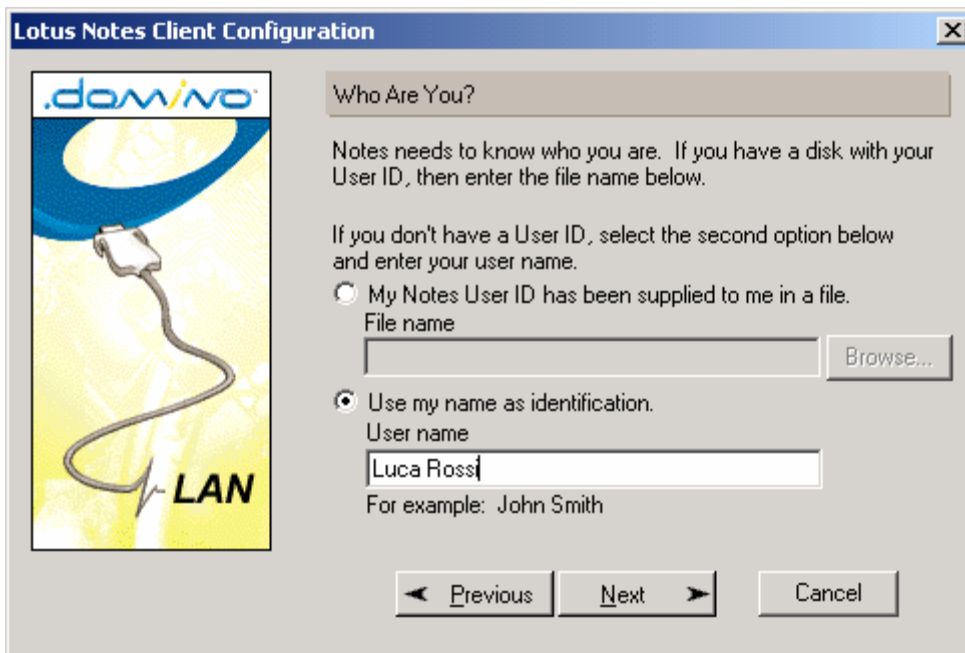 Lotus Notes Client Configuration
.domino
LAN
Who Are You?
Notes needs to know who you are. If you have a disk with your
User ID, then enter the file name below.
If you don't have a User ID, select the second option below
and enter your user name.
My Notes User ID has been supplied to me in a file.
File name
Browse...
Use my name as identification.
User name
Luca Rossi
For example: John Smith
Previous
Next
Cancel